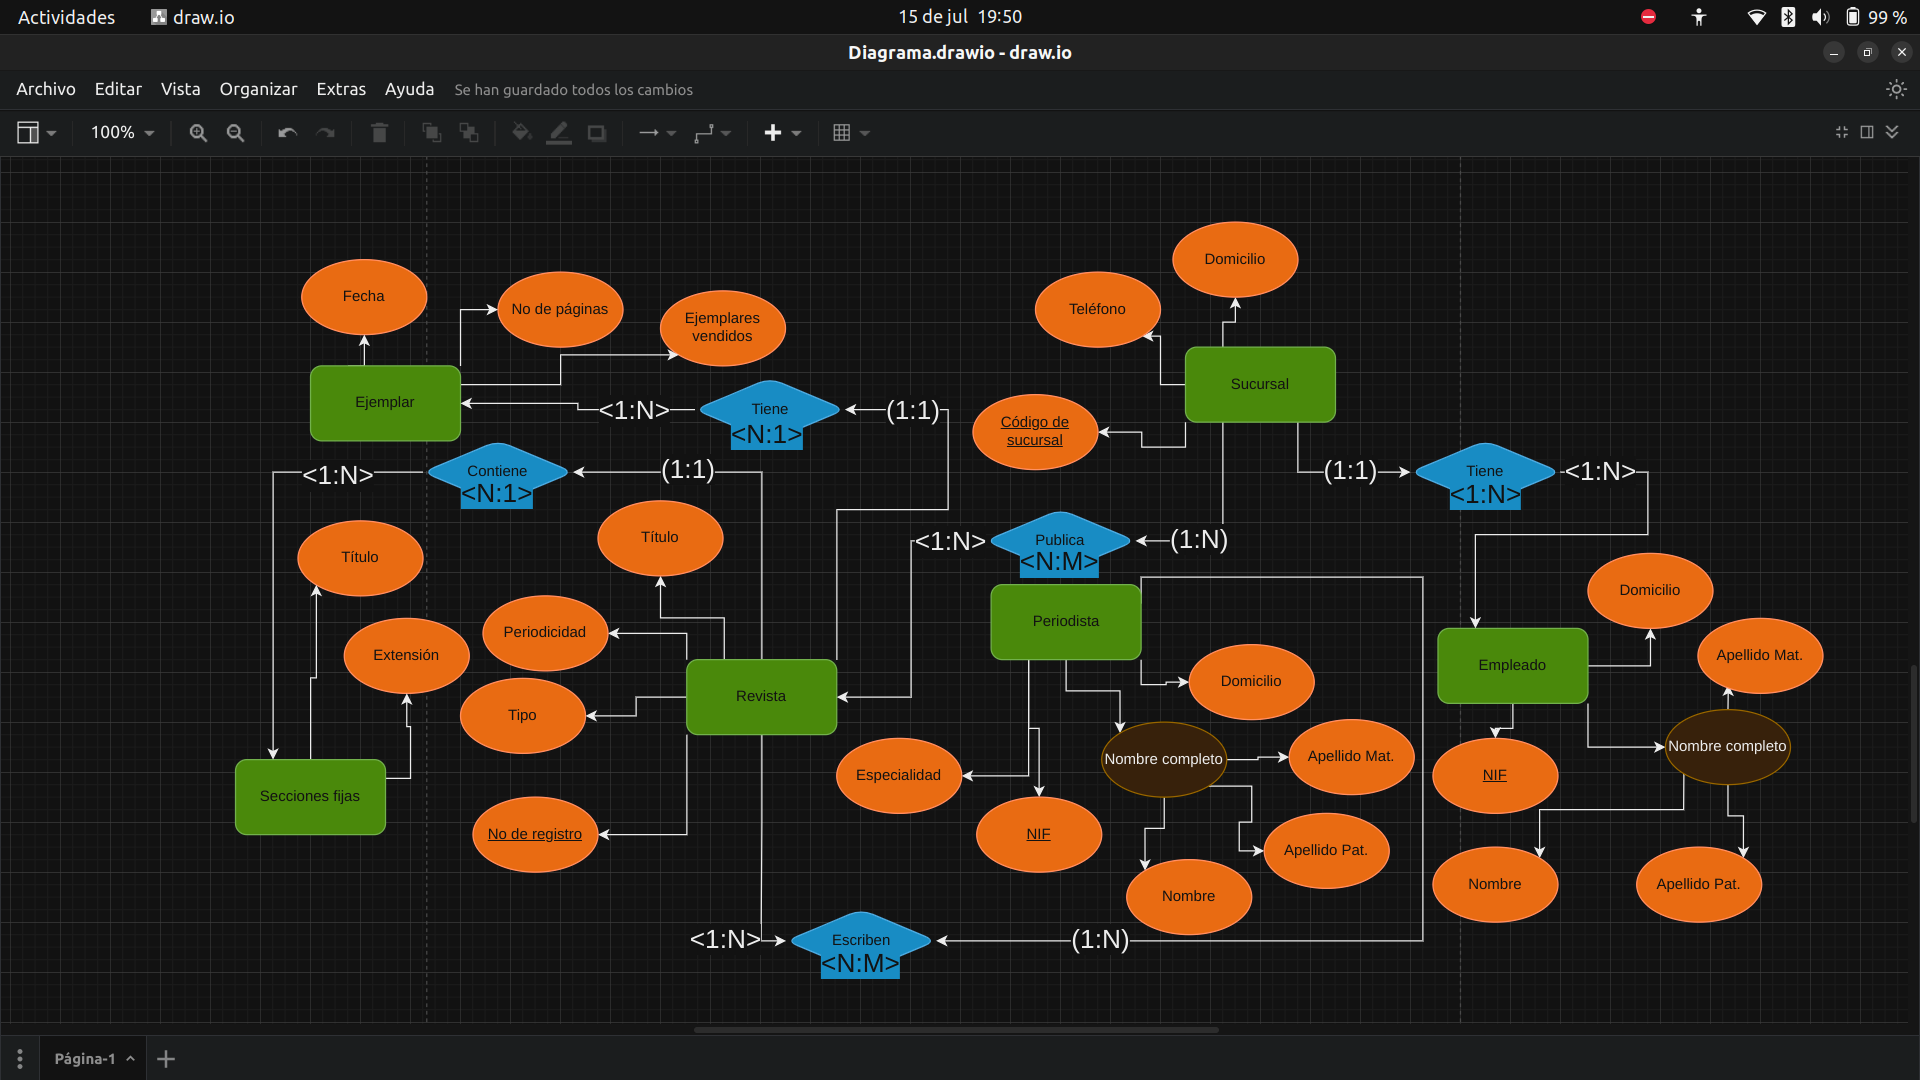 Actividades
draw.io
15 de jul 19:50
99 %
Diagrama.drawio - draw.io
Archivo Editar Vista Organizar Extras Ayuda Se han guardado todos los cambios
100%
Domicilio
Fecha
No de páginas
Ejemplares
vendidos
Teléfono
Ejemplar
Sucursal
<1:N>
Tiene
<N:1>
(1:1)
Código de
sucursal
<1:N>
Contiene
<N:1>
(1:1)
(1:1)
Tiene
<1:N>
<1:N>
Título
Título
<1:N>
Publica
<N:M>
(1:N)
Domicilio
Periodicidad
Periodista
Extensión
Empleado
Apellido Mat.
Revista
Domicilio
Tipo
Nombre completo
Especialidad
Nombre completo
Apellido Mat.
NIF
Secciones fijas
No de registro
NIF
Apellido Pat.
Nombre
Nombre
Apellido Pat.
<1:N>
Escriben
<N:M>
(1:N)
Página-1